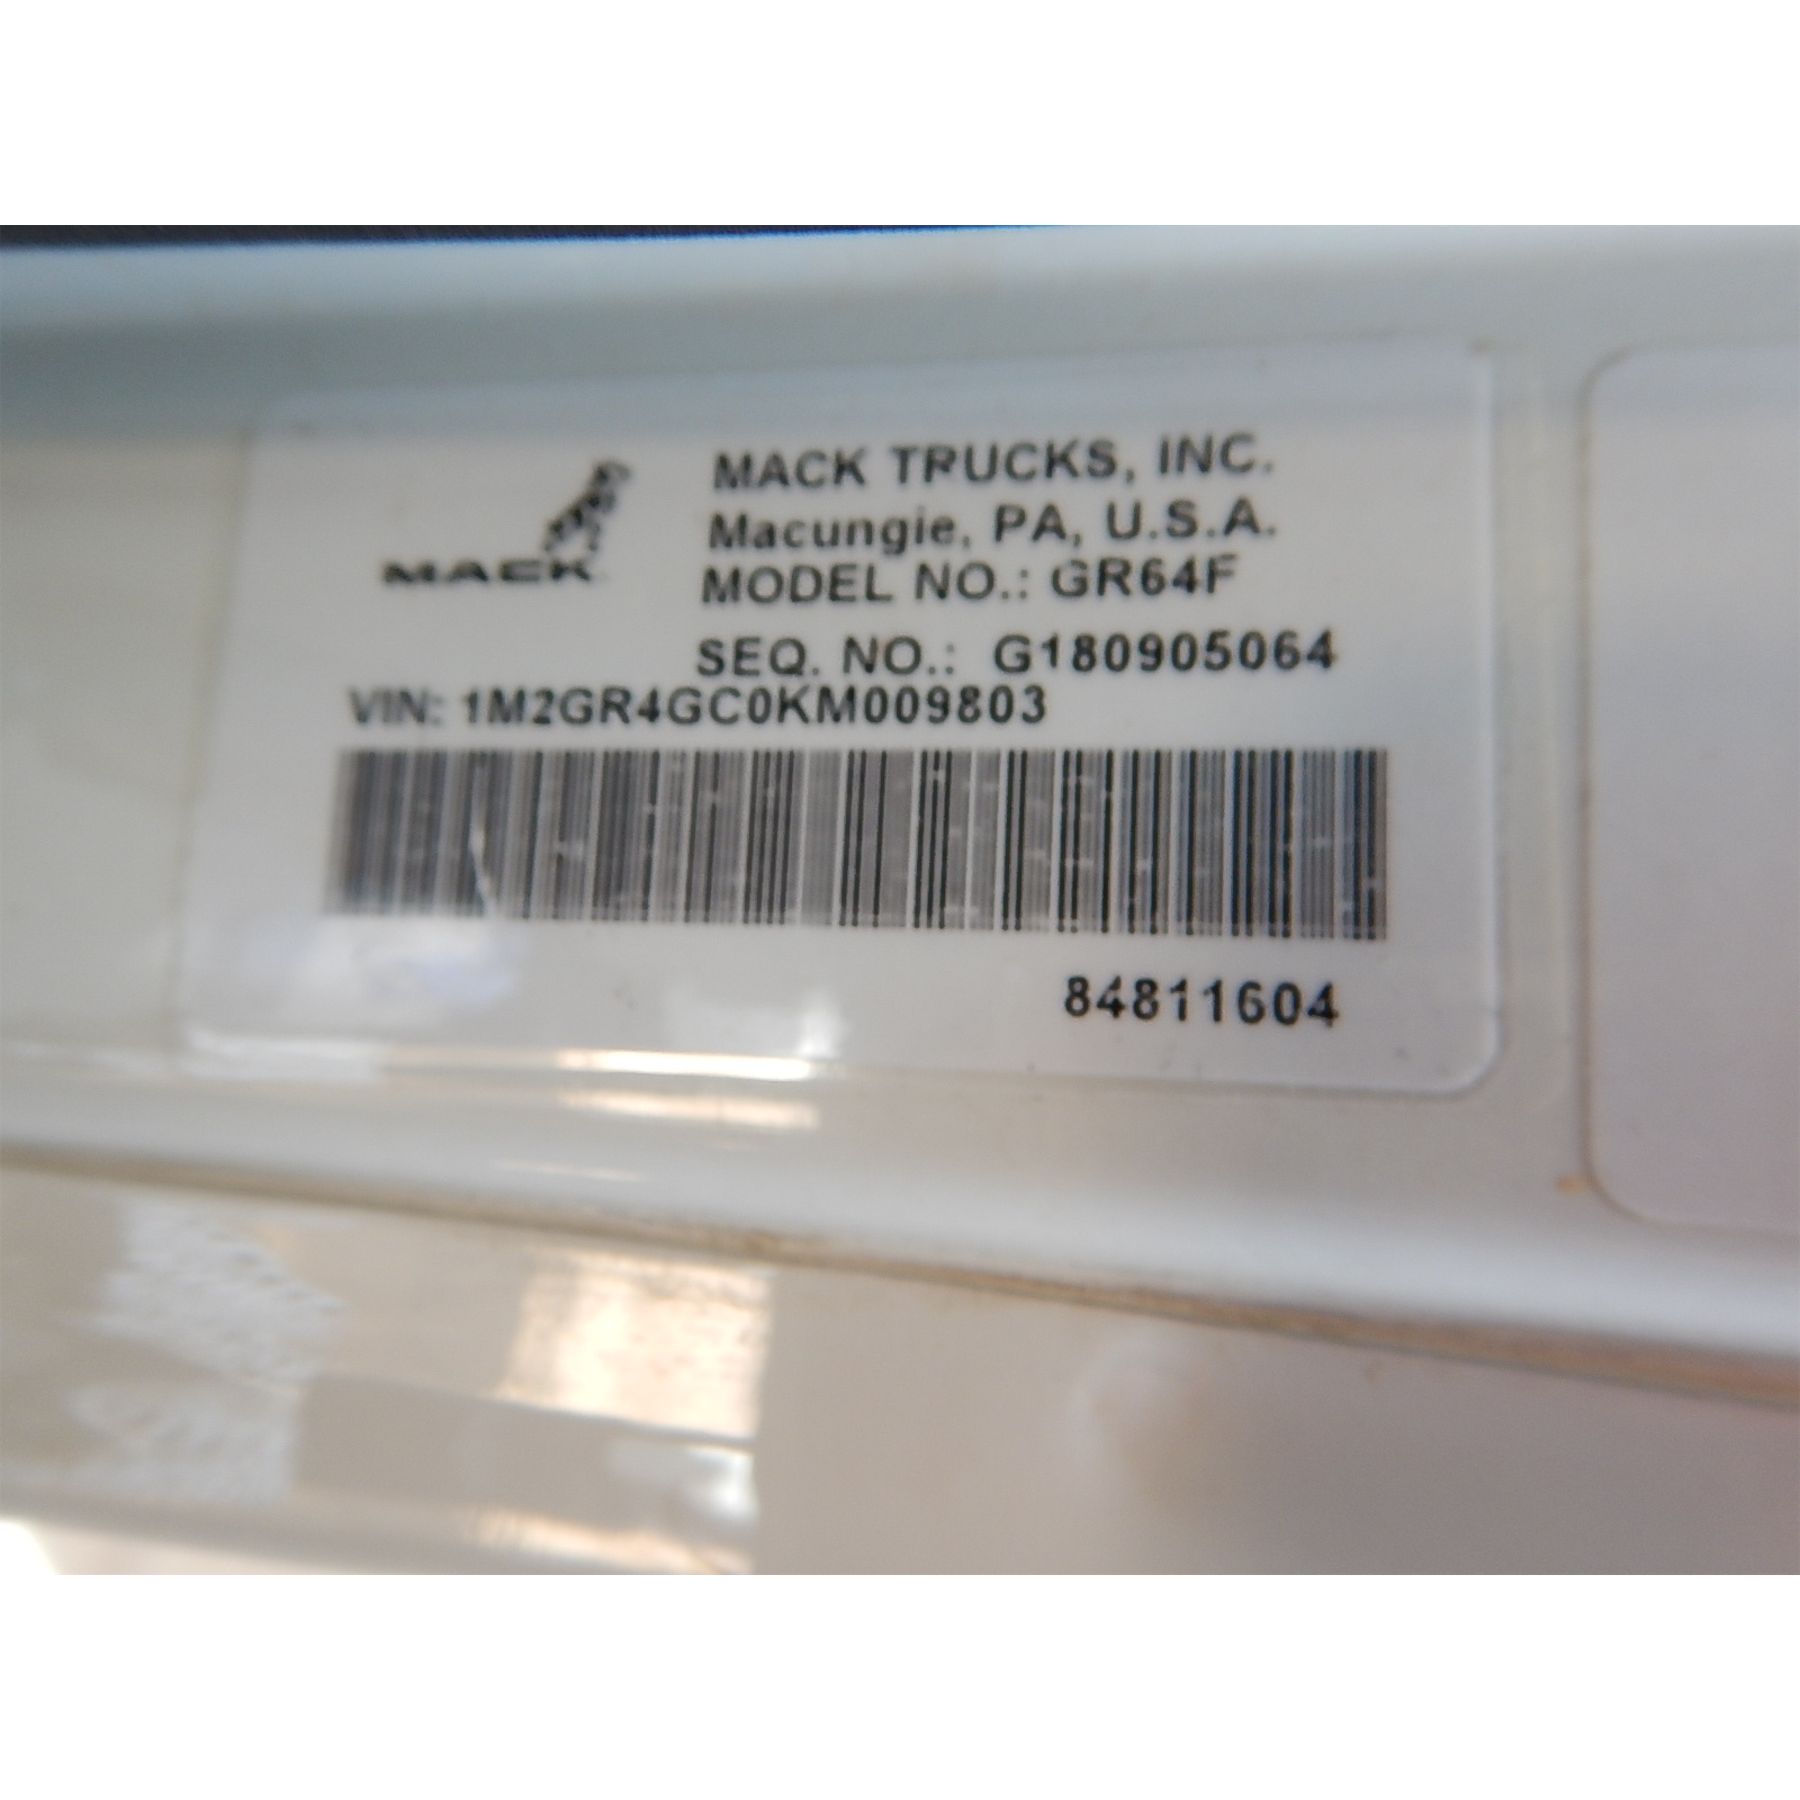 MACK
MACK TRUCKS, INC.
Macungie, PA, U.S.A.
MODEL NO.: GR64F
SEQ. NO.: G180905064
VIN: 1M2GR4GC0KM009803
84811604